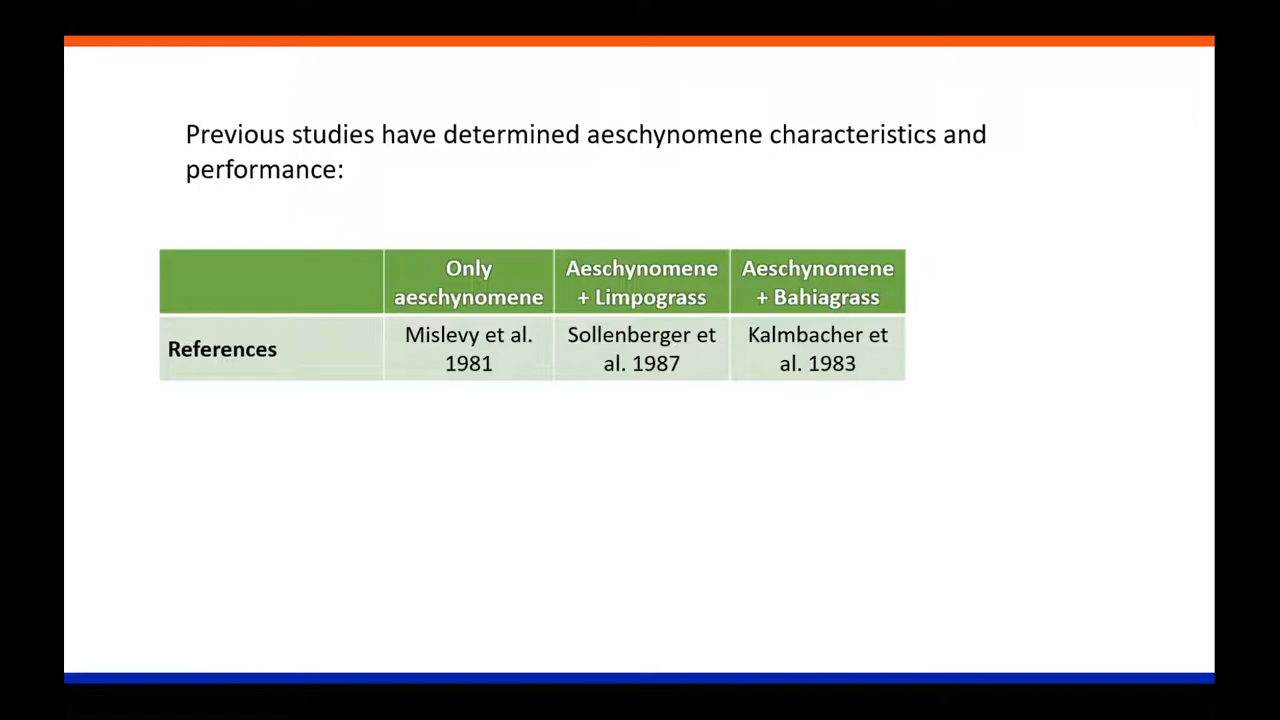 Previous studies have determined aeschynomene characteristics and
performance:
Only
aeschynomene
Aeschynomene
+ Limpograss
Aeschynomene
+ Bahiagrass
References
Mislevy et al.
1981
Sollenberger et
al. 1987
Kalmbacher et
al. 1983